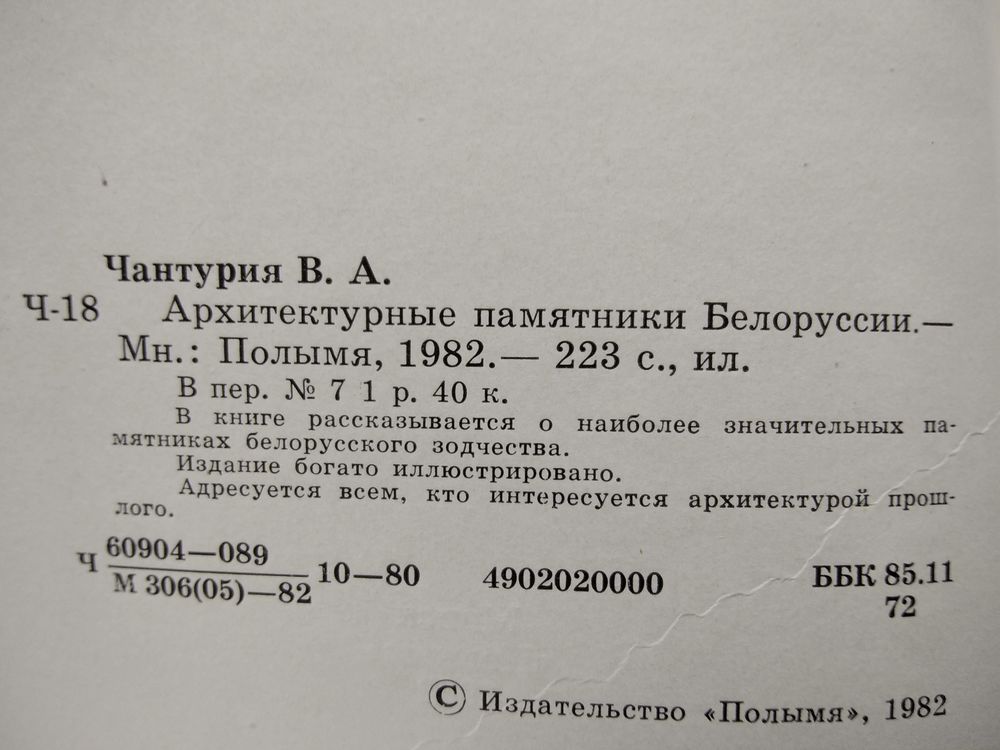 Чантурия В. А.
Ч-18 Архитектурные памятники Белоруссии.—
Мн.: Полымя, 1982.— 223 с., ил.
В пер. № 7 1 р. 40 к.
В книге рассказывается о наиболее значительных па-
мятниках белорусского зодчества.
Издание богато иллюстрировано.
Адресуется всем, кто интересуется архитектурой прош-
лого.
Ч 60904—089
М 306(05)—82 10—80 4902020000 ББК 85.11
72
© Издательство «Полымя», 1982